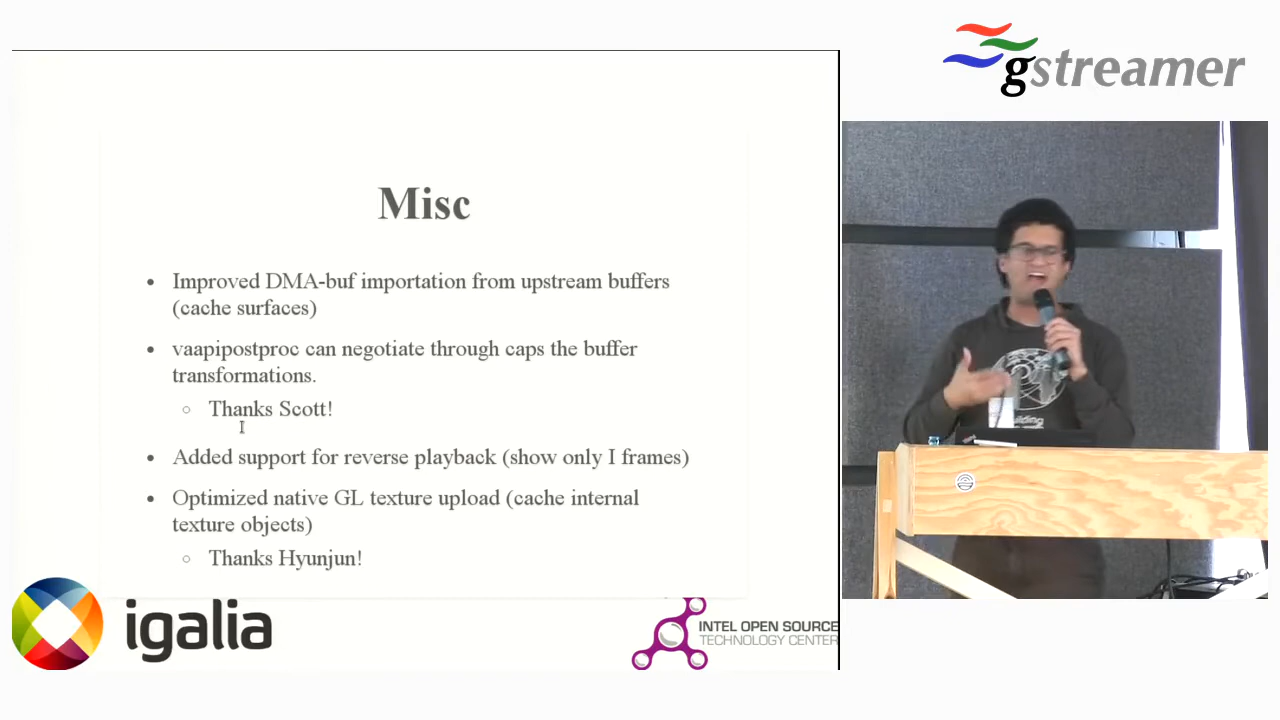 gstreamer
Misc
• Improved DMA-buf importation from upstream buffers
(cache surfaces)
• vaapipostproc can negotiate through caps the buffer
transformations.
○ Thanks Scott!
• Added support for reverse playback (show only I frames)
• Optimized native GL texture upload (cache internal
texture objects)
○ Thanks Hyunjun!
igalia
INTEL OPEN SOURCE
TECHNOLOGY CENTER